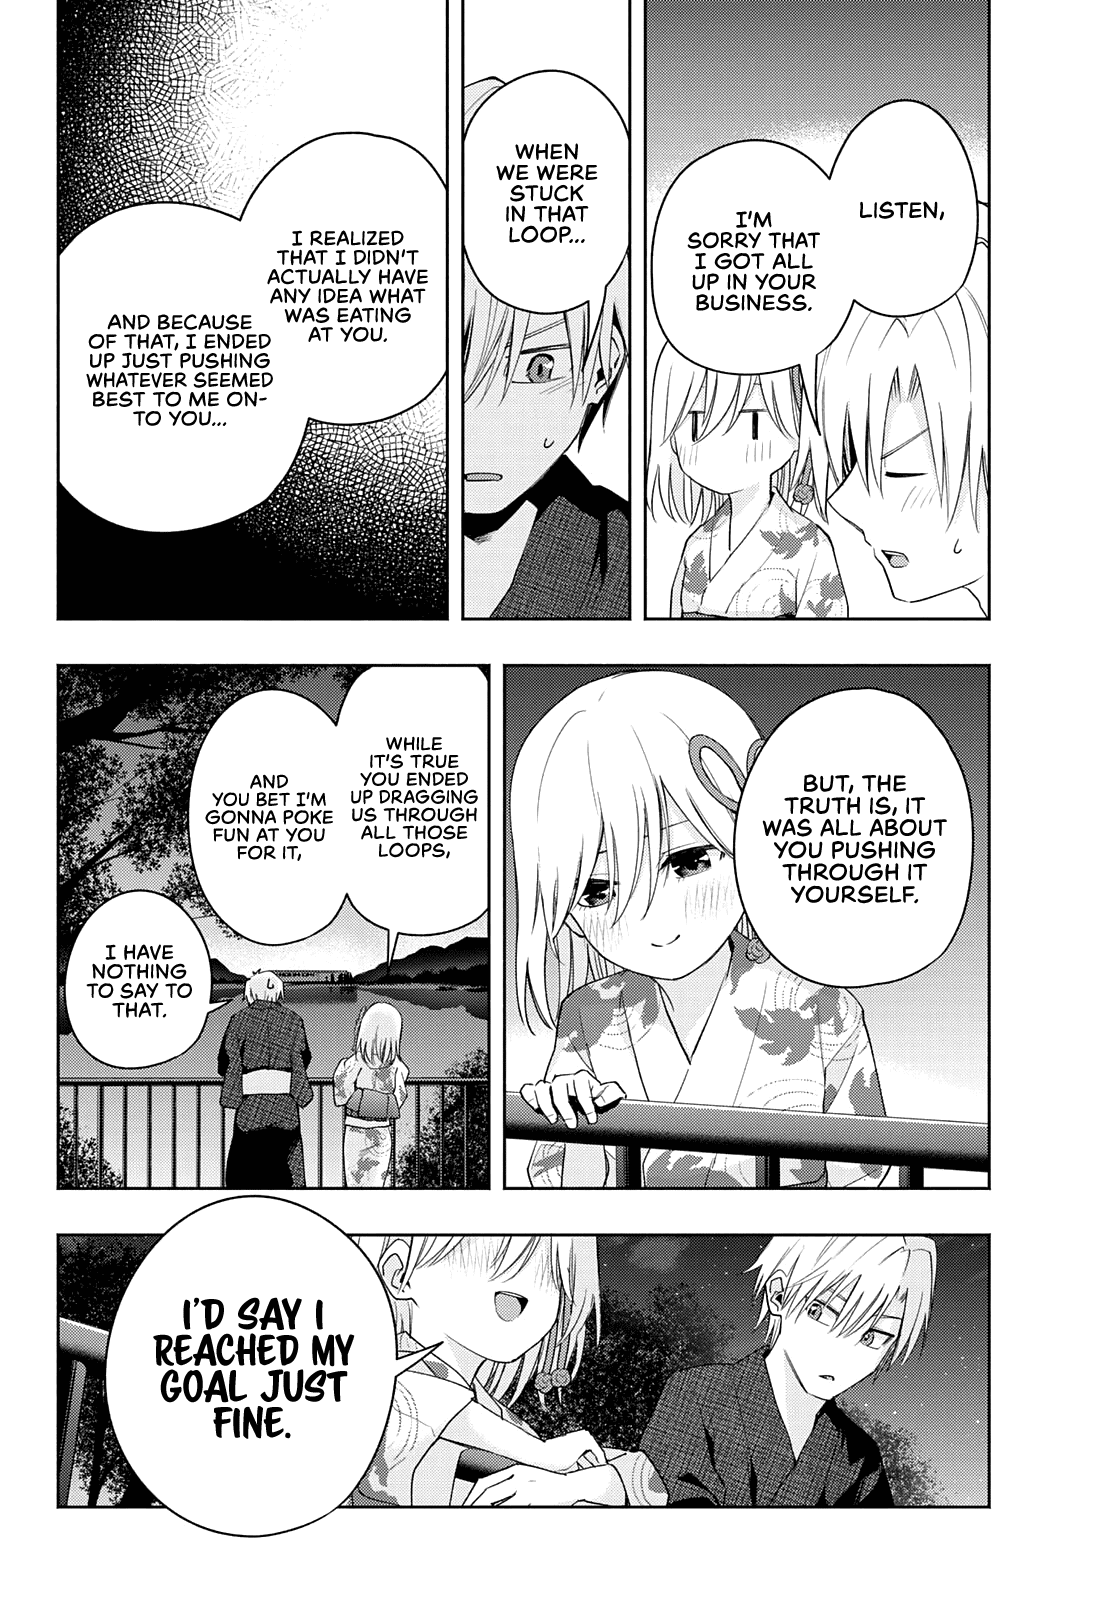 LISTEN,
I'M
SORRY THAT
I GOT ALL
UP IN YOUR
BUSINESS.
WHEN
WE WERE
STUCK
IN THAT
LOOP...
I REALIZED
THAT I DIDN'T
ACTUALLY HAVE
ANY IDEA WHAT
WAS EATING
AT YOU.
AND BECAUSE
OF THAT, I ENDED
UP JUST PUSHING
WHATEVER SEEMED
BEST TO ME ON-
TO YOU...
BUT, THE
TRUTH IS, IT
WAS ALL ABOUT
YOU PUSHING
THROUGH IT
YOURSELF.
WHILE
IT'S TRUE
YOU ENDED
UP DRAGGING
US THROUGH
ALL THOSE
LOOPS,
AND
YOU BET I'M
GONNA POKE
FUN AT YOU
FOR IT,
I HAVE
NOTHING
TO SAY TO
THAT.
I'D SAY I
REACHED MY
GOAL JUST
FINE.